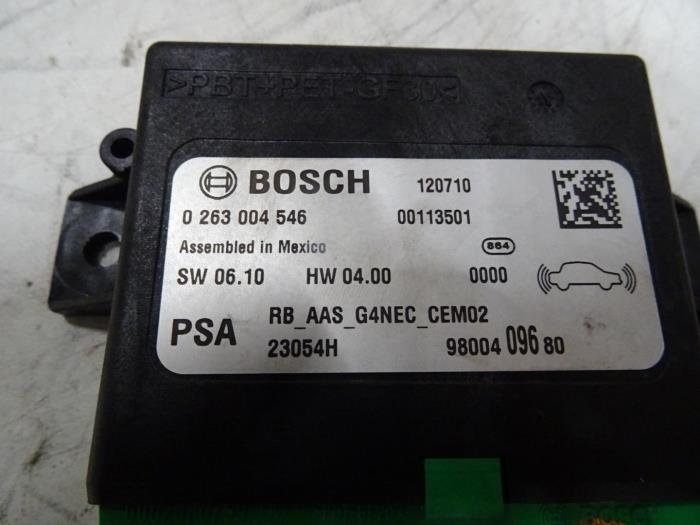 >PBT+PET-GF30<
BOSCH 120710
0 263 004 546 00113501
Assembled in Mexico 864
SW 06.10 HW 04.00 0000
PSA RB_AAS_G4NEC_CEM02
23054H 98004 096 80
BOSCH